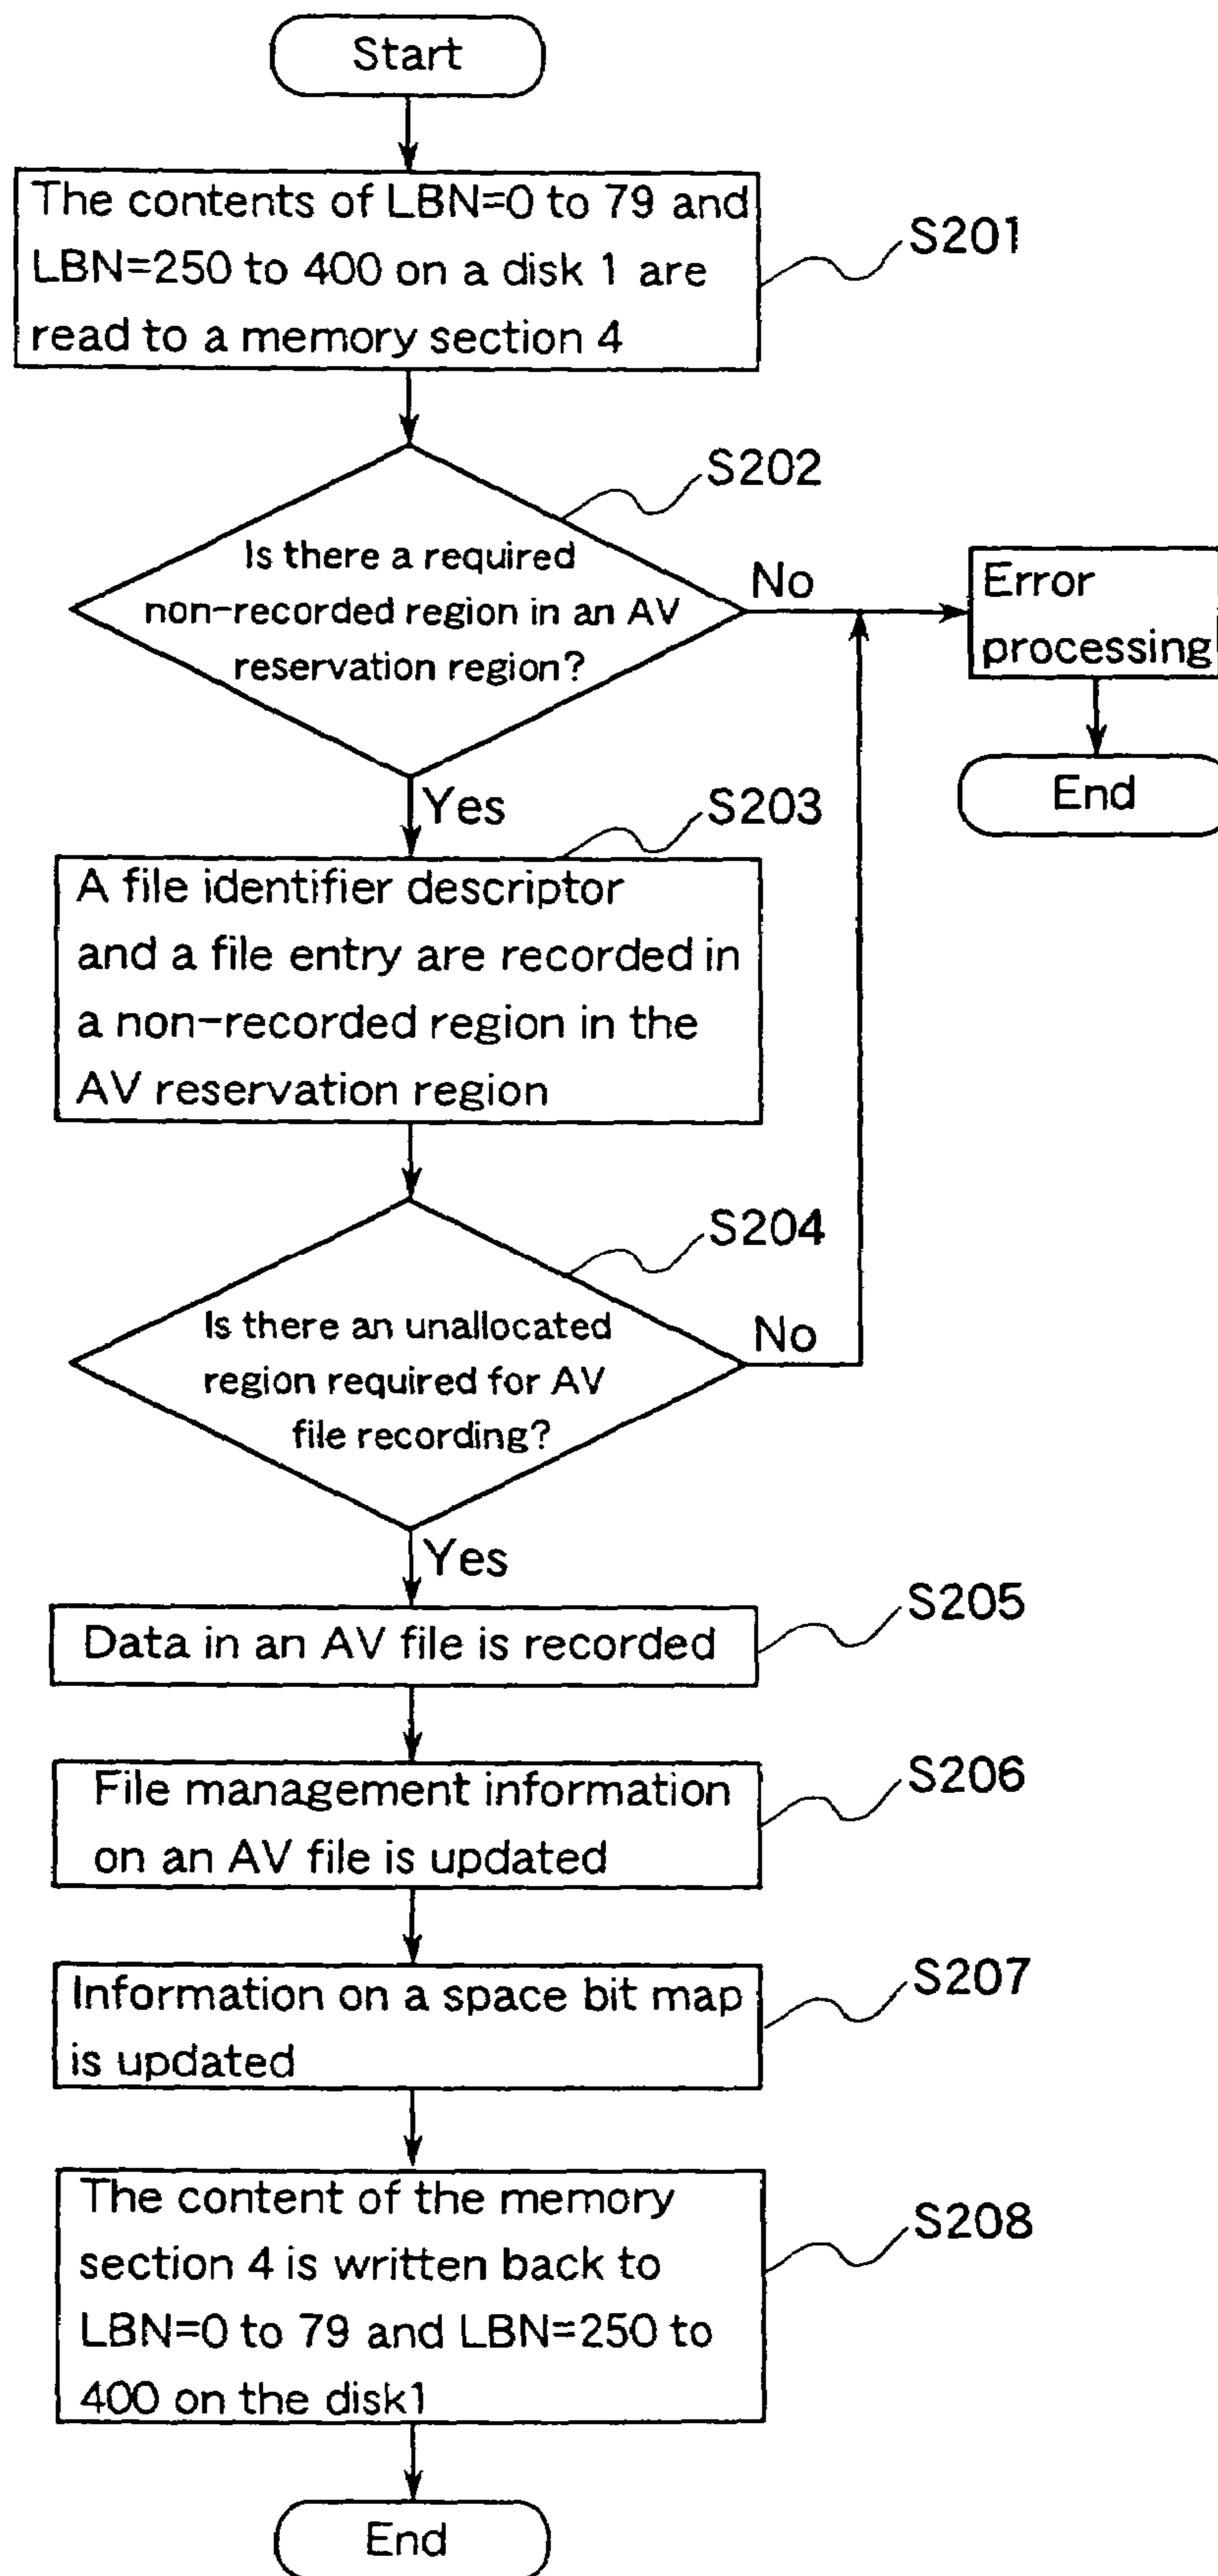 Start
The contents of LBN=0 to 79 and
LBN=250 to 400 on a disk 1 are
read to a memory section 4
S201
S202
Is there a required
non-recorded region in an AV
reservation region?
No
Error
processing
End
Yes
S203
A file identifier descriptor
and a file entry are recorded in
a non-recorded region in the
AV reservation region
S204
Is there an unallocated
region required for AV
file recording?
No
Yes
S205
Data in an AV file is recorded
S206
File management information
on an AV file is updated
S207
Information on a space bit map
is updated
S208
The content of the memory
section 4 is written back to
LBN=0 to 79 and LBN=250 to
400 on the disk1
End